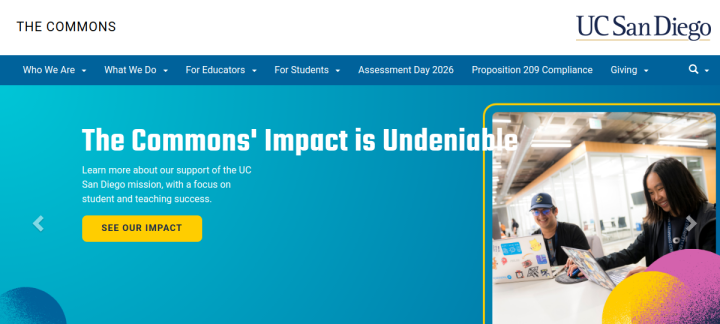 THE COMMONS
UC San Diego
Who We Are
What We Do
For Educators
For Students
Assessment Day 2026
Proposition 209 Compliance
Giving
The Commons' Impact is Undeniable
Learn more about our support of the UC
San Diego mission, with a focus on
student and teaching success.
SEE OUR IMPACT